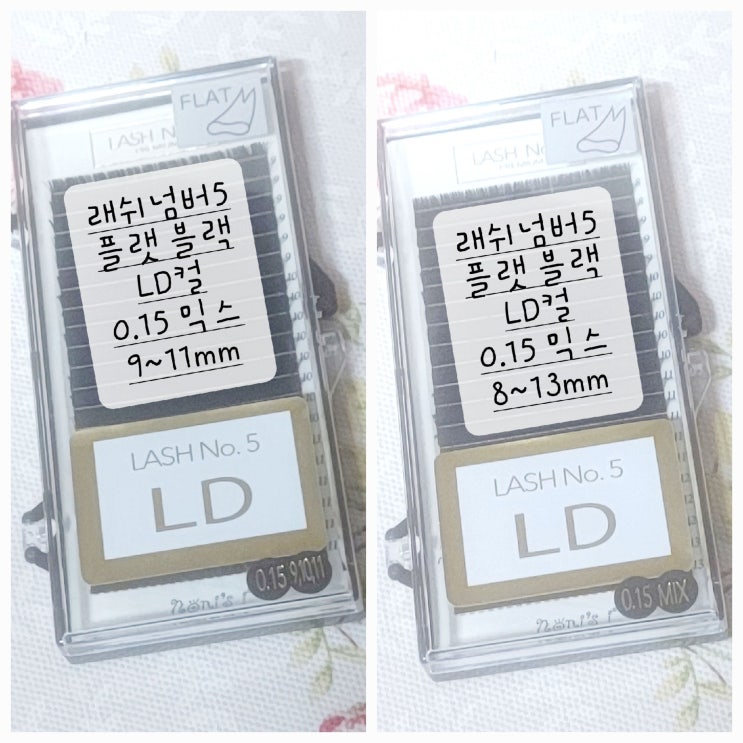 FLAT
LASH No
래쉬넘버5
플랫 블랙
LD컬
0.15 믹스
9~11mm
LASH No. 5
LD
0.15 9,10,11
noni's
FLAT
LASH No
래쉬넘버5
플랫 블랙
LD컬
0.15 믹스
8~13mm
LASH No. 5
LD
0.15 MIX
noni's